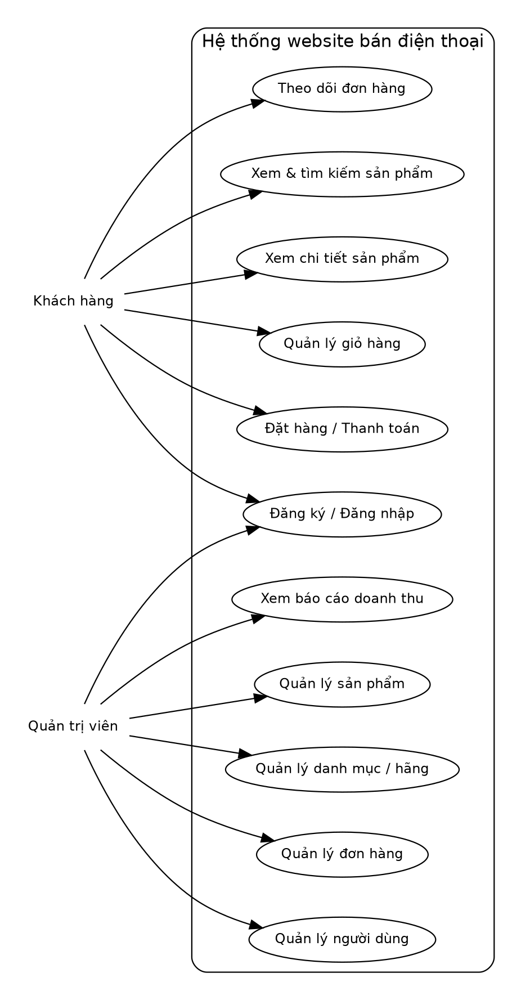 Hệ thống website bán điện thoại
Theo dõi đơn hàng
Xem & tìm kiếm sản phẩm
Xem chi tiết sản phẩm
Khách hàng
Quản lý giỏ hàng
Đặt hàng / Thanh toán
Đăng ký / Đăng nhập
Xem báo cáo doanh thu
Quản lý sản phẩm
Quản trị viên
Quản lý danh mục / hãng
Quản lý đơn hàng
Quản lý người dùng